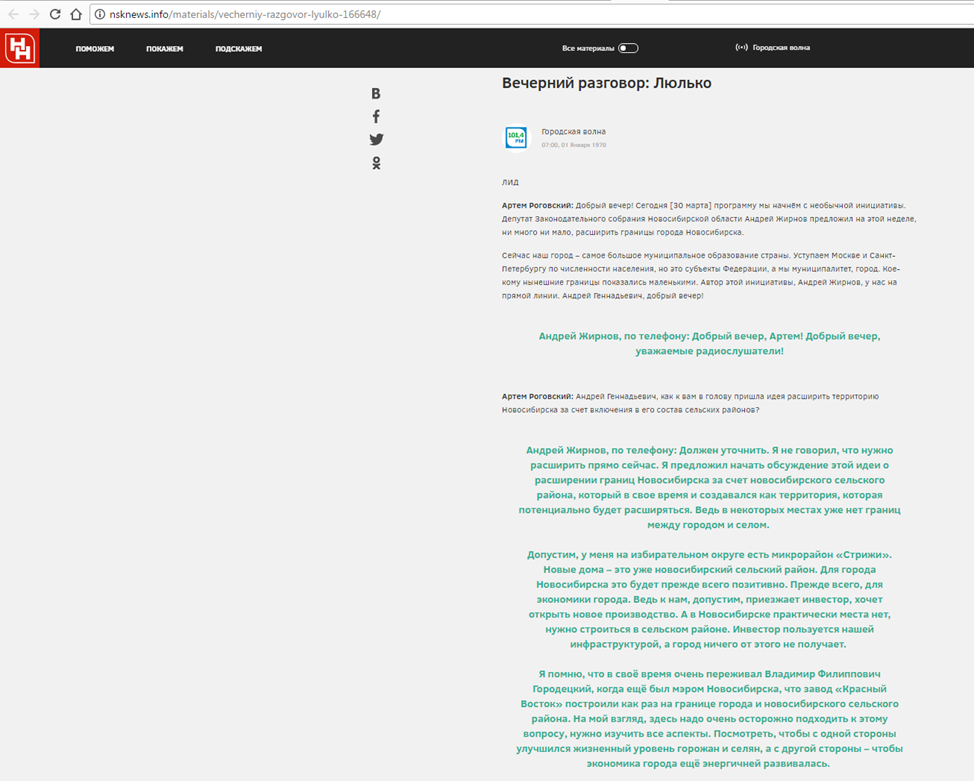 nsknews.info/materials/vecherniy-razgovor-lyulko-166648/
НН
ПОМОЖЕМ
ПОКАЖЕМ
ПОДСКАЖЕМ
Все материалы
Городская волна
Вечерний разговор: Люлько
В
101,4
FM
Городская волна
07:00, 01 Января 1970
ЛИД
Артем Роговский: Добрый вечер! Сегодня [30 марта] программу мы начнём с необычной инициативы.
Депутат Законодательного собрания Новосибирской области Андрей Жирнов предложил на этой неделе,
ни много ни мало, расширить границы города Новосибирска.
Сейчас наш город – самое большое муниципальное образование страны. Уступаем Москве и Санкт-
Петербургу по численности населения, но это субъекты Федерации, а мы муниципалитет, город. Кое-
кому нынешние границы показались маленькими. Автор этой инициативы, Андрей Жирнов, у нас на
прямой линии. Андрей Геннадьевич, добрый вечер!
Андрей Жирнов, по телефону: Добрый вечер, Артем! Добрый вечер,
уважаемые радиослушатели!
Артем Роговский: Андрей Геннадьевич, как к вам в голову пришла идея расширить территорию
Новосибирска за счет включения в его состав сельских районов?
Андрей Жирнов, по телефону: Должен уточнить. Я не говорил, что нужно
расширить прямо сейчас. Я предложил начать обсуждение этой идеи о
расширении границ Новосибирска за счет новосибирского сельского
района, который в свое время и создавался как территория, которая
потенциально будет расширяться. Ведь в некоторых местах уже нет границ
между городом и селом.
Допустим, у меня на избирательном округе есть микрорайон «Стрижи».
Новые дома – это уже новосибирский сельский район. Для города
Новосибирска это будет прежде всего позитивно. Прежде всего, для
экономики города. Ведь к нам, допустим, приезжает инвестор, хочет
открыть новое производство. А в Новосибирске практически места нет,
нужно строиться в сельском районе. Инвестор пользуется нашей
инфраструктурой, а город ничего от этого не получает.
Я помню, что в своё время очень переживал Владимир Филиппович
Городецкий, когда ещё был мэром Новосибирска, что завод «Красный
Восток» построили как раз на границе города и новосибирского сельского
района. На мой взгляд, здесь надо очень осторожно подходить к этому
вопросу, нужно изучить все аспекты. Посмотреть, чтобы с одной стороны
улучшился жизненный уровень горожан и селян, а с другой стороны – чтобы
экономика города ещё энергичней развивалась.